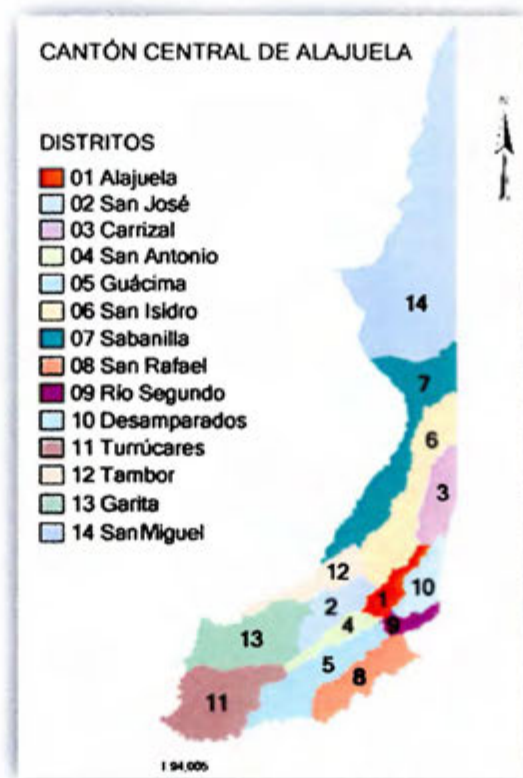 CANTÓN CENTRAL DE ALAJUELA
N
DISTRITOS
01 Alajuela
02 San José
03 Carrizal
04 San Antonio
05 Guácima
06 San Isidro
07 Sabanilla
08 San Rafael
09 Río Segundo
10 Desamparados
11 Turrúcares
12 Tambor
13 Garita
14 San Miguel
14
7
6
3
12
10
2
1
9
4
13
5
8
11